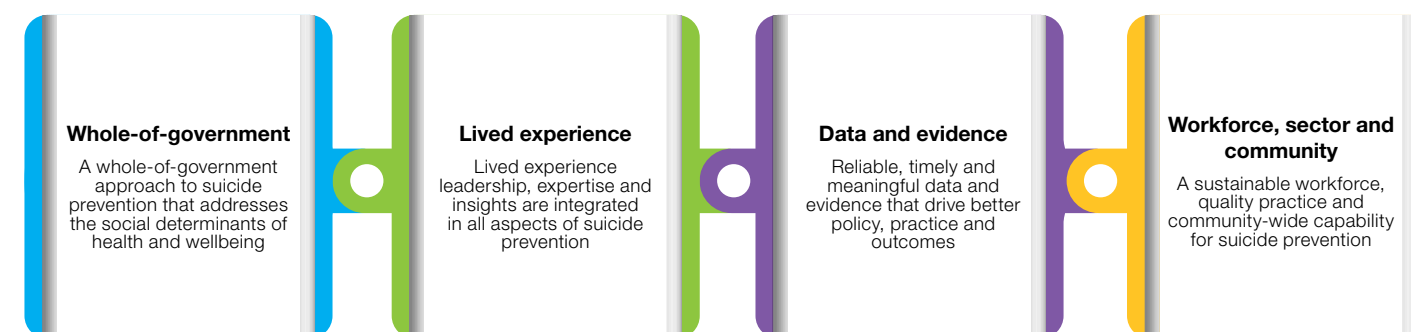 Whole-of-government
A whole-of-government
approach to suicide
prevention that addresses
the social determinants of
health and wellbeing
Lived experience
Lived experience
leadership, expertise and
insights are integrated
in all aspects of suicide
prevention
Data and evidence
Reliable, timely and
meaningful data and
evidence that drive better
policy, practice and
outcomes
Workforce, sector and
community
A sustainable workforce,
quality practice and
community-wide capability
for suicide prevention